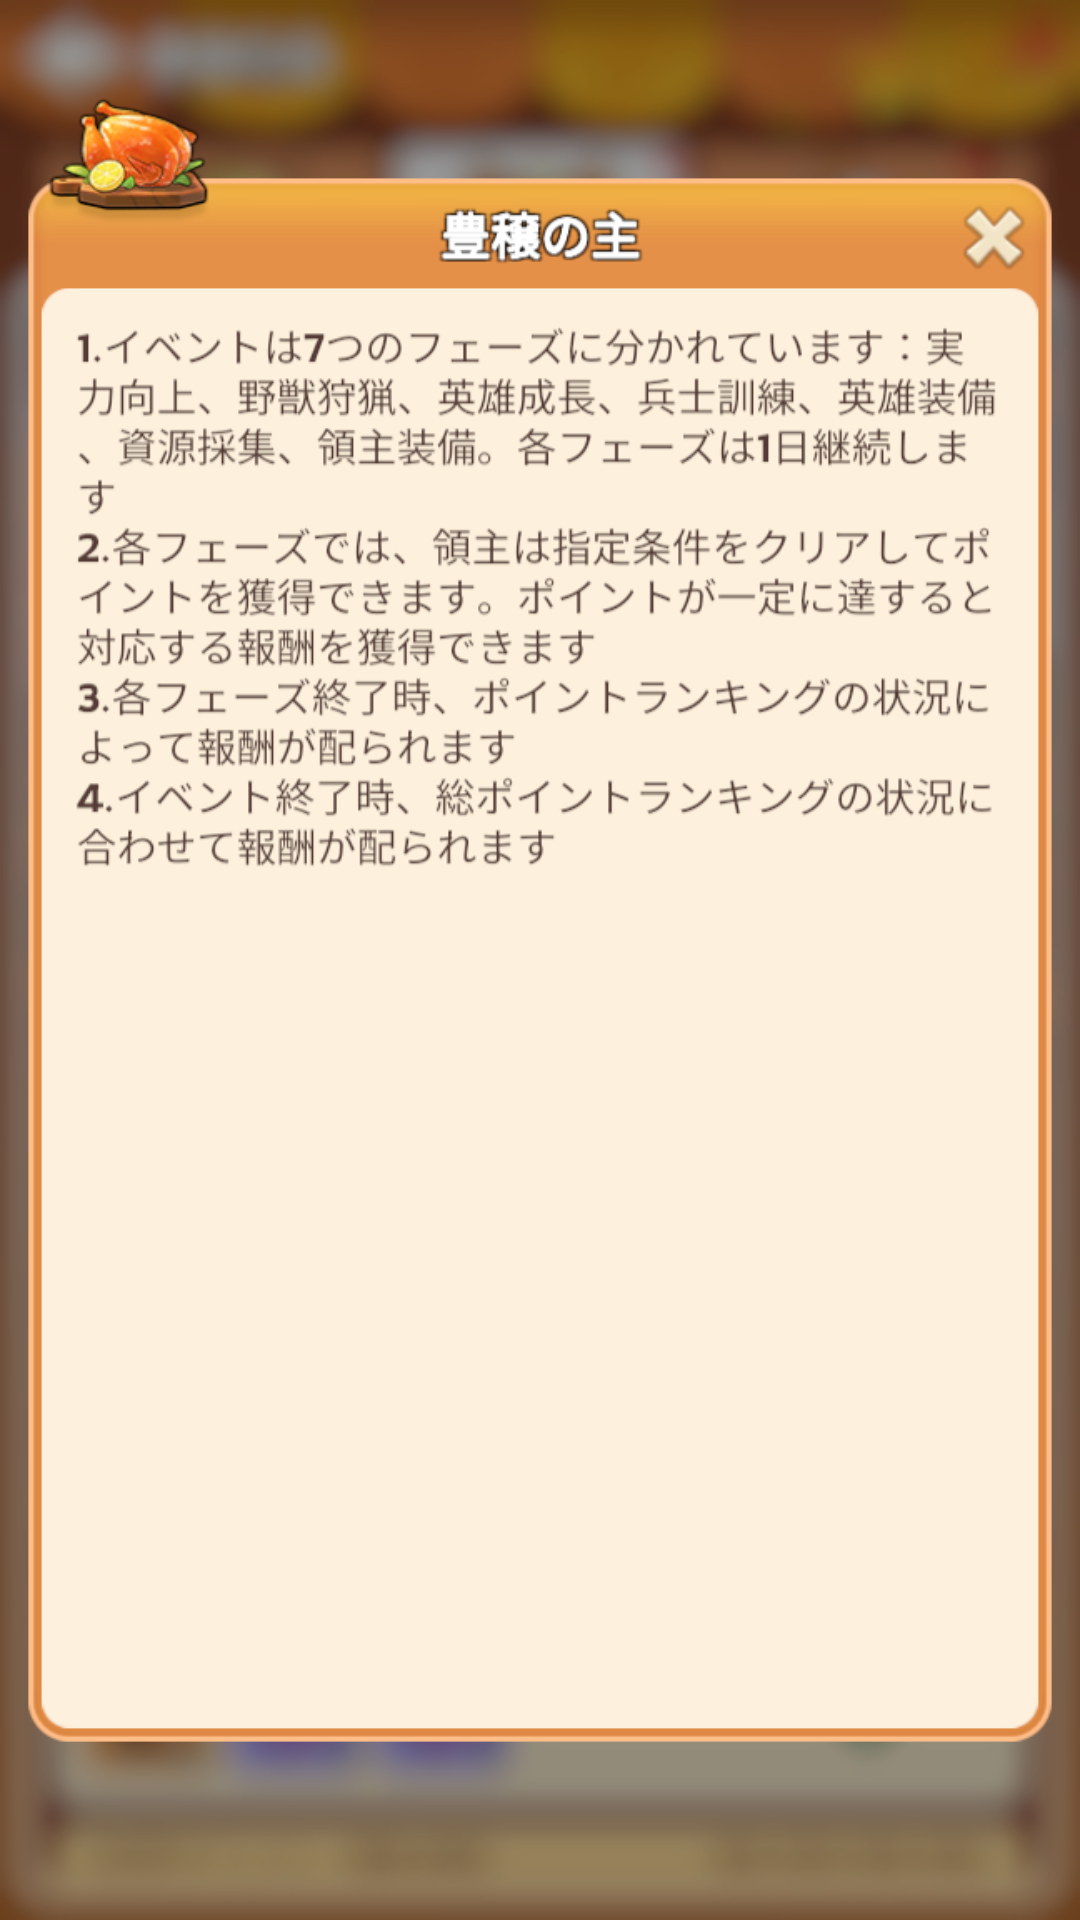 豊穣の主
1.イベントは7つのフェーズに分かれています：実
力向上、野獣狩猟、英雄成長、兵士訓練、英雄装備
、資源採集、領主装備。各フェーズは1日継続しま
す
2.各フェーズでは、領主は指定条件をクリアしてポ
イントを獲得できます。ポイントが一定に達すると
対応する報酬を獲得できます
3.各フェーズ終了時、ポイントランキングの状況に
よって報酬が配られます
4.イベント終了時、総ポイントランキングの状況に
合わせて報酬が配られます